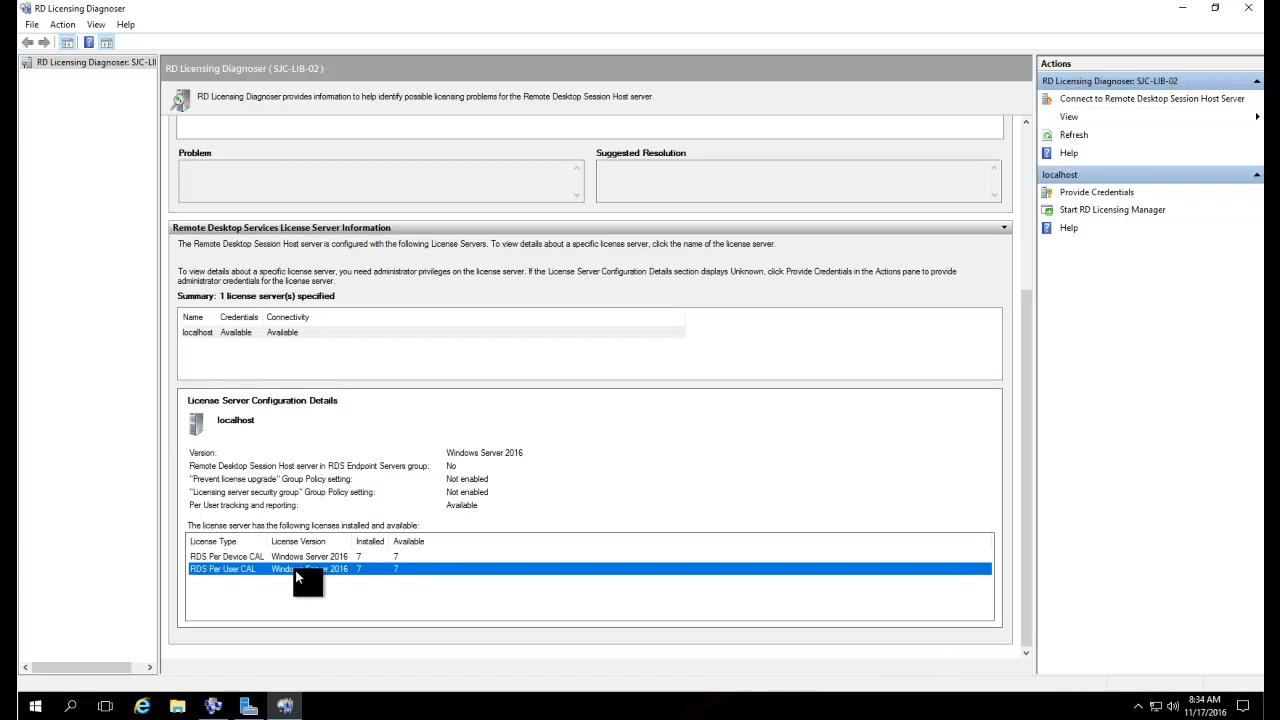 RD Licensing Diagnoser
File Action View Help
RD Licensing Diagnoser: SJC-LI
RD Licensing Diagnoser ( SJC-LIB-02 )
RD Licensing Diagnoser provides information to help identify possible licensing problems for the Remote Desktop Session Host server.
Problem
Suggested Resolution
Remote Desktop Services License Server Information
The Remote Desktop Session Host server is configured with the following License Servers. To view details about a specific license server, click the name of the license server.
To view details about a specific license server, you need administrator privileges on the license server. If the License Server Configuration Details section displays Unknown, click Provide Credentials in the Actions pane to provide
administrator credentials for the license server.
Summary: 1 license server(s) specified
Name Credentials Connectivity
localhost Available Available
License Server Configuration Details
localhost
Version: Windows Server 2016
Remote Desktop Session Host server in RDS Endpoint Servers group: No
"Prevent license upgrade" Group Policy setting: Not enabled
"Licensing server security group" Group Policy setting: Not enabled
Per User tracking and reporting: Available
The license server has the following licenses installed and available:
License Type License Version Installed Available
RDS Per Device CAL Windows Server 2016 7 7
RDS Per User CAL Windows Server 2016 7 7
Actions
RD Licensing Diagnoser: SJC-LIB-02
Connect to Remote Desktop Session Host Server
View
Refresh
Help
localhost
Provide Credentials
Start RD Licensing Manager
Help
8:34 AM
11/17/2016